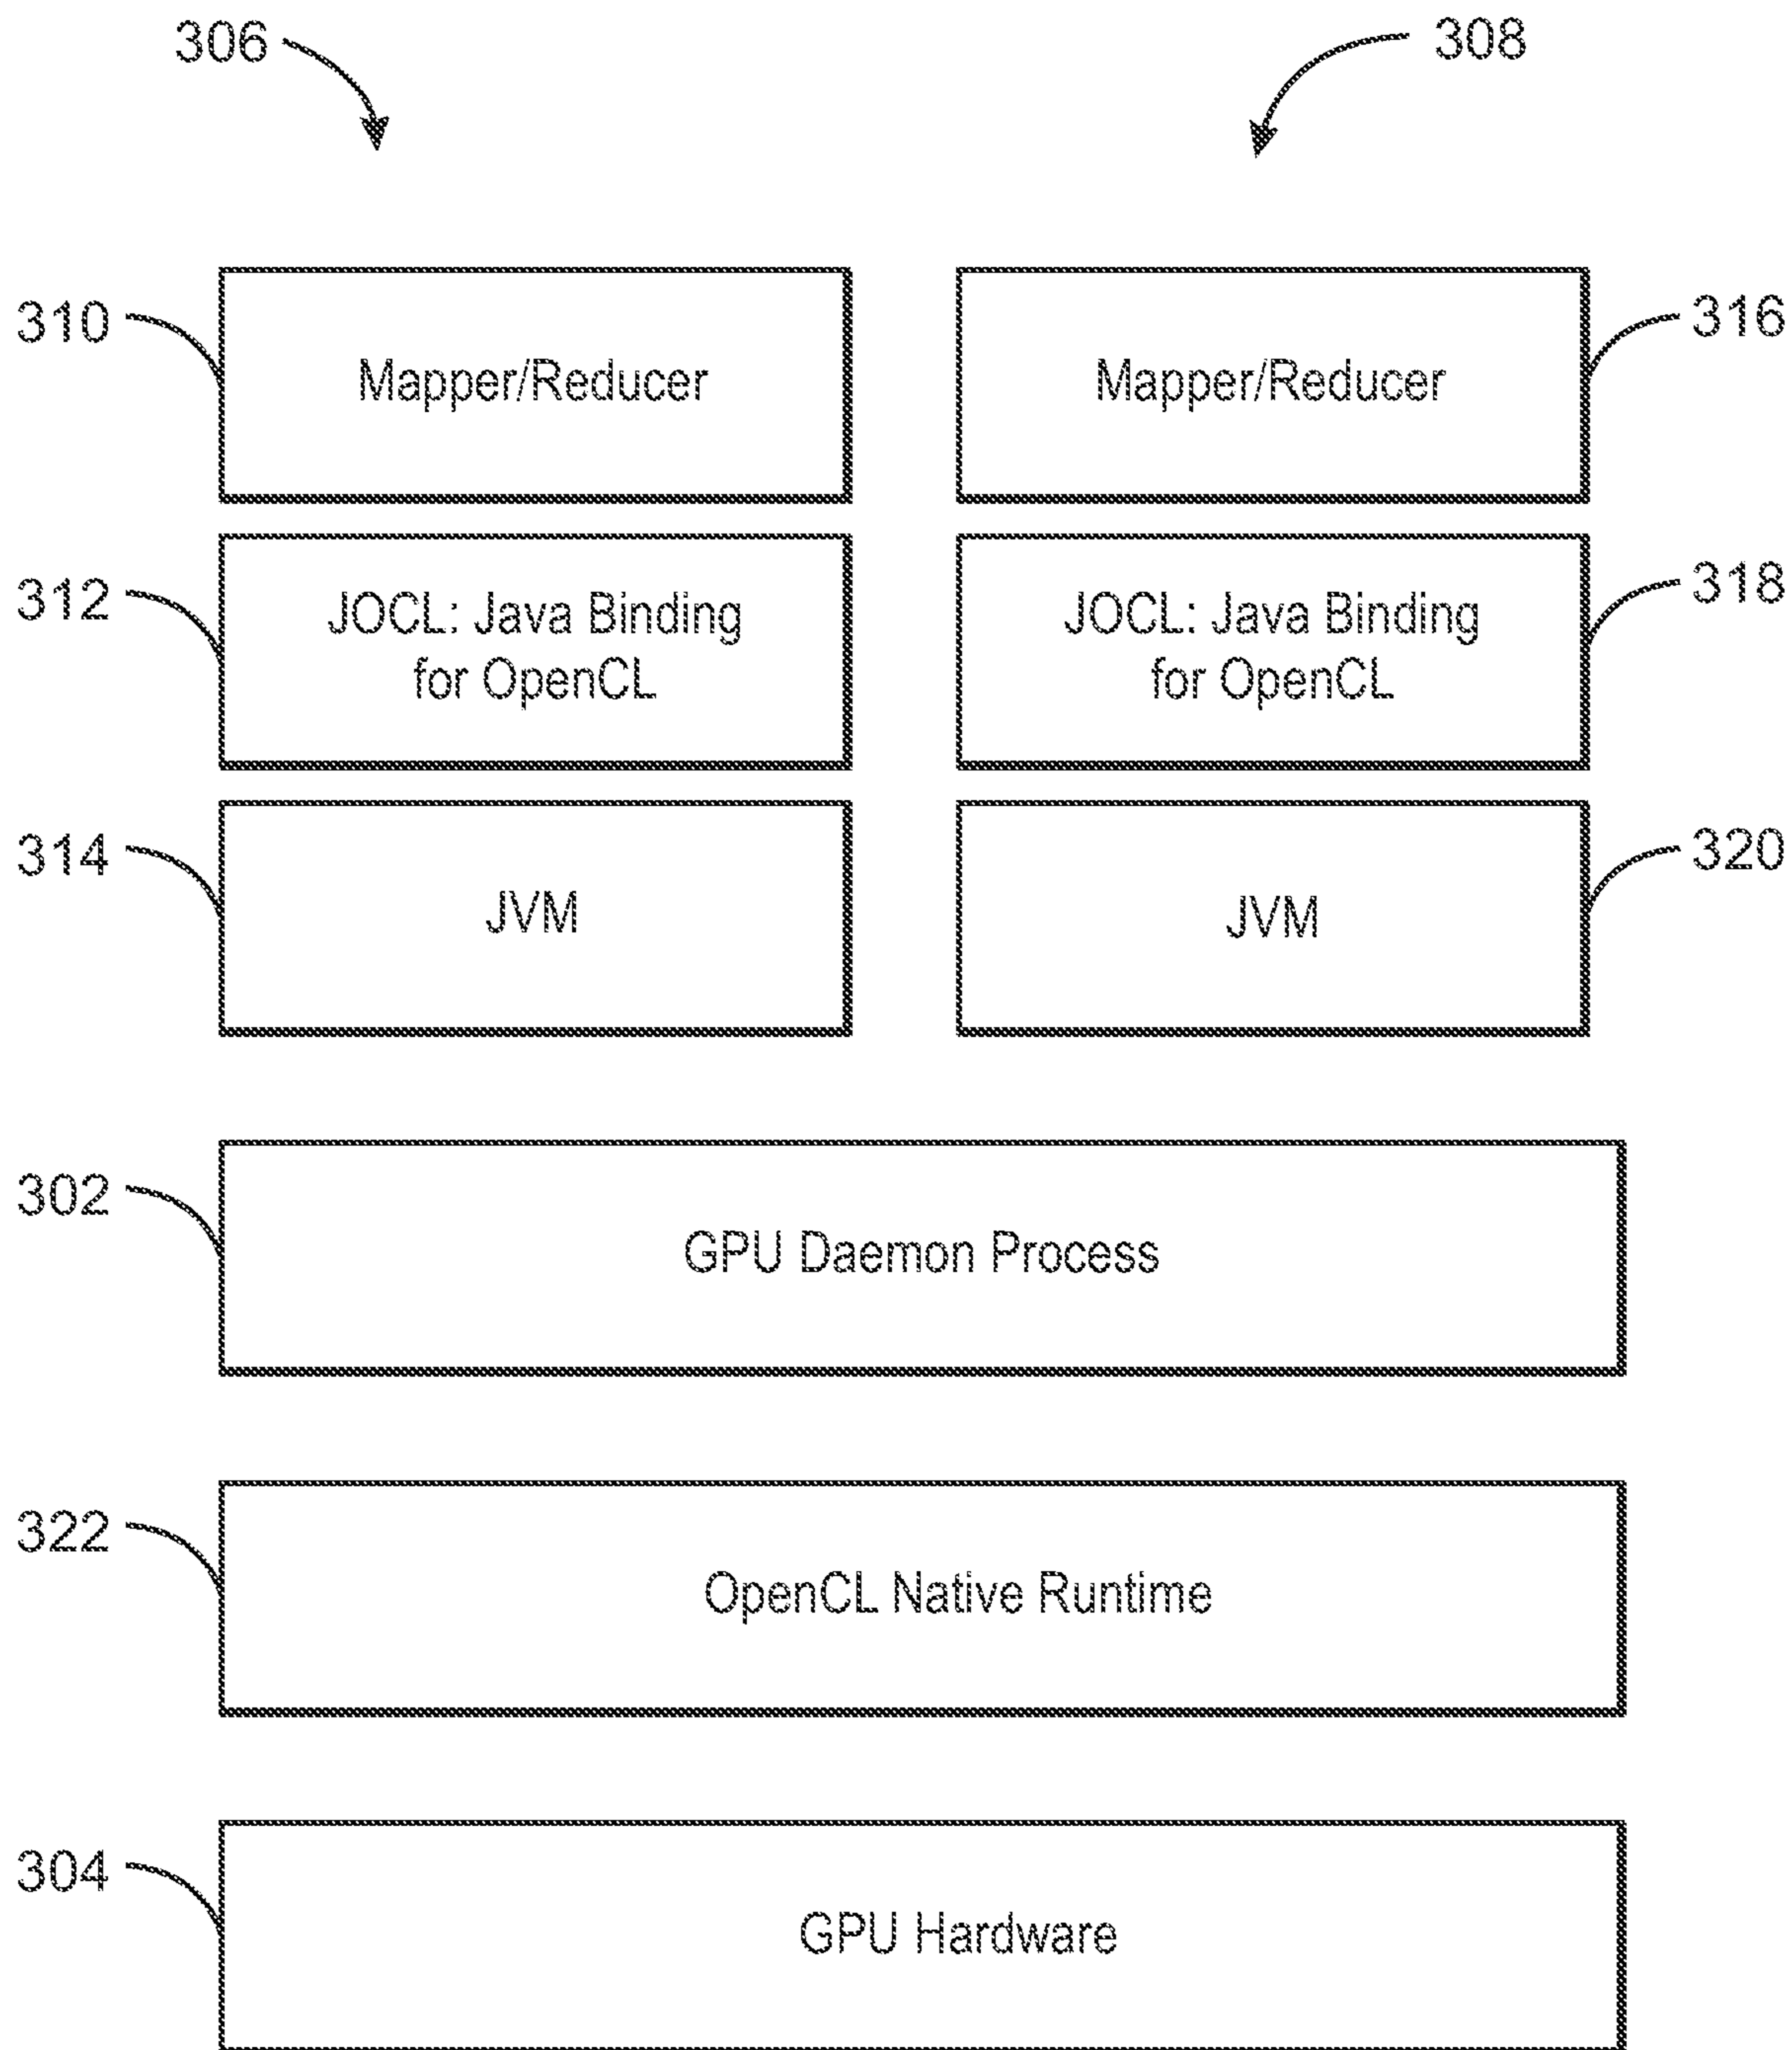 306
308
310
Mapper/Reducer
Mapper/Reducer
316
312
JOCL: Java Binding
for OpenCL
JOCL: Java Binding
for OpenCL
318
314
JVM
JVM
320
302
GPU Daemon Process
322
OpenCL Native Runtime
304
GPU Hardware